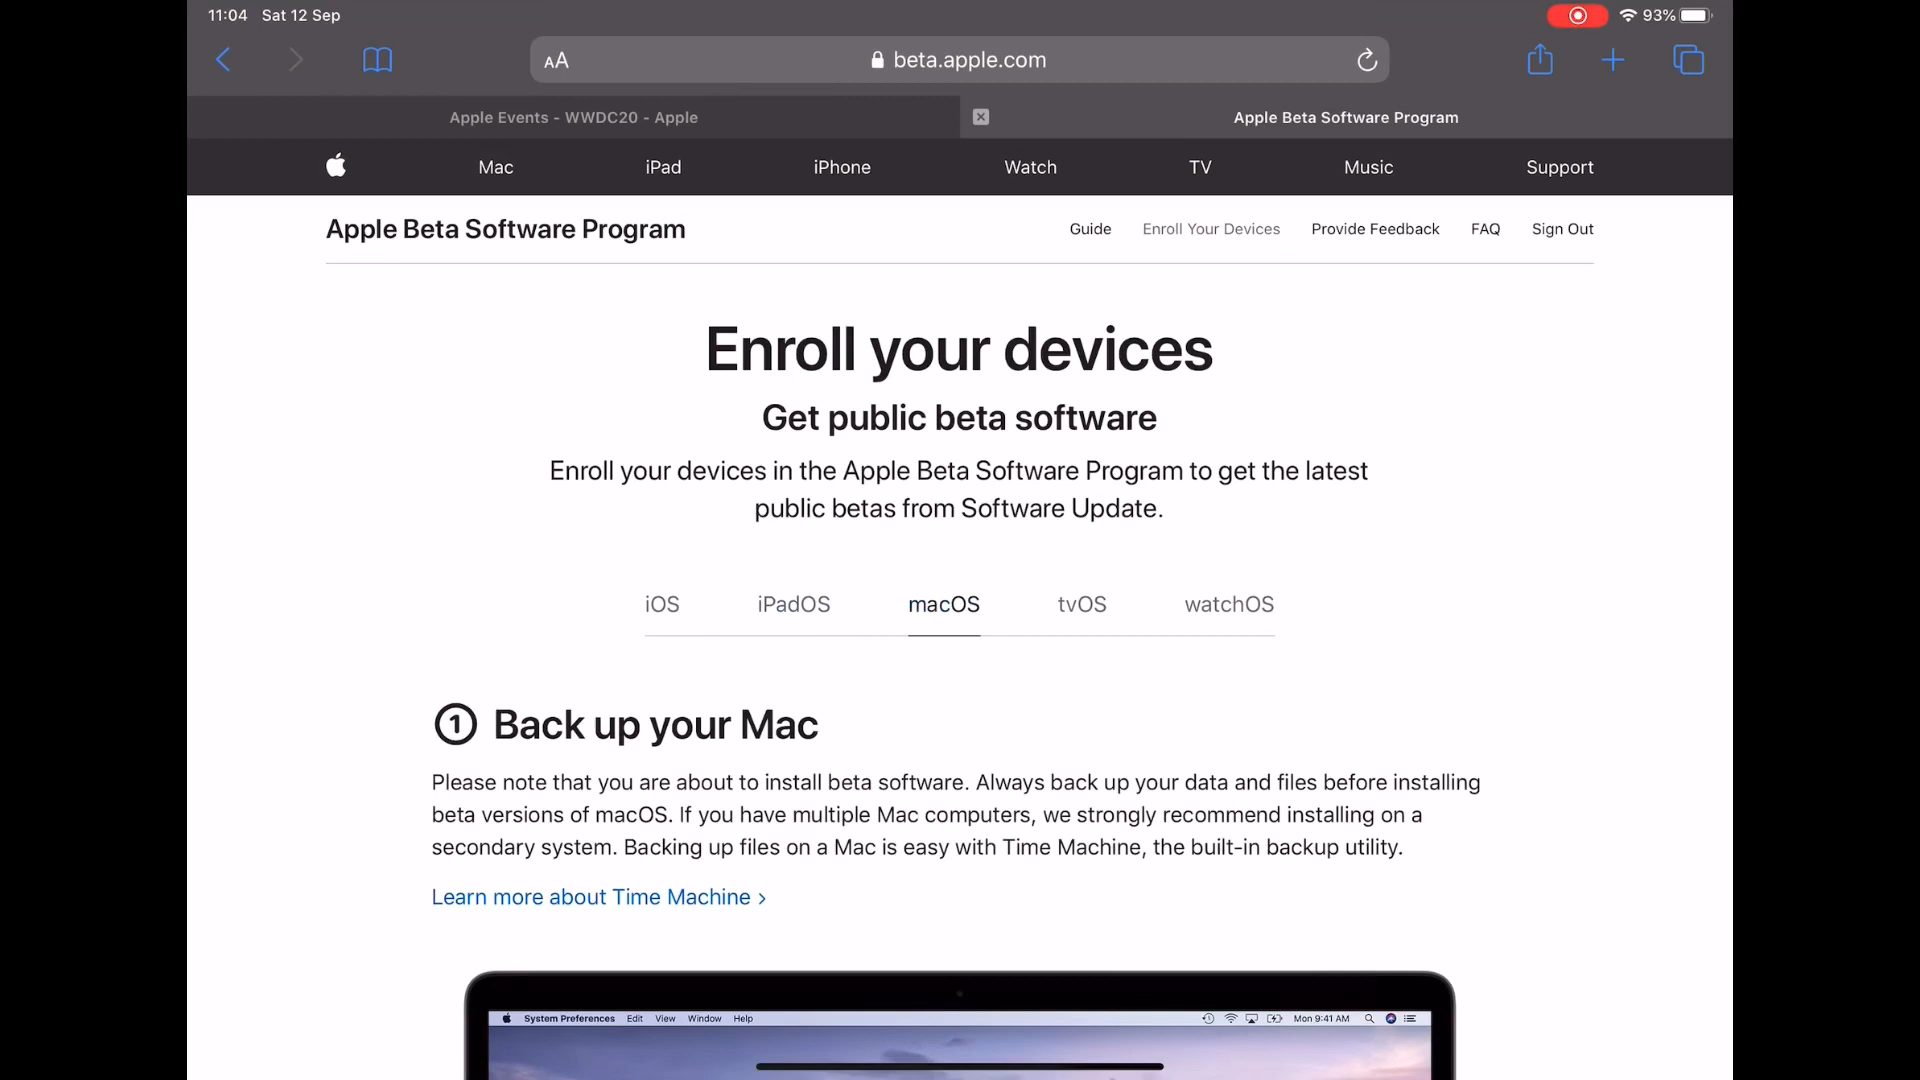 11:04 Sat 12 Sep 93%
AA beta.apple.com
Apple Events - WWDC20 - Apple Apple Beta Software Program
Mac iPad iPhone Watch TV Music Support
Apple Beta Software Program Guide Enroll Your Devices Provide Feedback FAQ Sign Out
Enroll your devices
Get public beta software
Enroll your devices in the Apple Beta Software Program to get the latest
public betas from Software Update.
iOS iPadOS macOS tvOS watchOS
1 Back up your Mac
Please note that you are about to install beta software. Always back up your data and files before installing
beta versions of macOS. If you have multiple Mac computers, we strongly recommend installing on a
secondary system. Backing up files on a Mac is easy with Time Machine, the built-in backup utility.
Learn more about Time Machine >
System Preferences Edit View Window Help Mon 9:41 AM